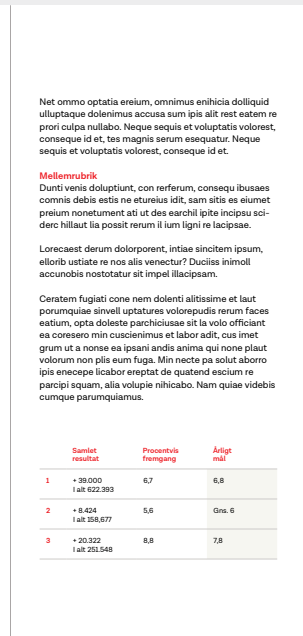 Net ommo optatia ereium, omnimus enihicia dolliquid
ulluptaque dolenimus accusa sum ipis alit rest eatem re
prori culpa nullabo. Neque sequis et voluptatis volorest,
conseque id et, tes magnis serum esequatur. Neque
sequis et voluptatis volorest, conseque id et.
Mellemrubrik
Dunti venis doluptiunt, con rerferum, consequ ibusaes
comnis debis estis ne etureius idit, sam sitis es eiumet
preium nonetument ati ut des earchil ipite incipsu sci-
derc hillaut lia possit rerum il ium ligni re lacipsae.
Lorecaest derum dolorporent, intiae sincitem ipsum,
ellorib ustiate re nos alis venectur? Duciiss inimoll
accunobis nostotatur sit impel illacipsam.
Ceratem fugiati cone nem dolenti alitissime et laut
porumquiae sinvell uptatures volorepudis rerum faces
eatium, opta doleste parchiciusae sit la volo officiant
ea coresero min cuscienimus et labor adit, cus imet
grum ut a nonse ea ipsani andis anima qui none plaut
volorum non plis eum fuga. Min necte pa solut aborro
ipis enecepe licabor ereptat de quatend escium re
parcipi squam, alia volupie nihicabo. Nam quiae videbis
cumque parumquiamus.
Samlet resultat Procentvis fremgang Årligt mål
1 + 39.000 6,7 6,8
I alt 622.393
2 + 8.424 5,6 Gns. 6
I alt 158,677
3 + 20.322 8,8 7,8
I alt 251.548